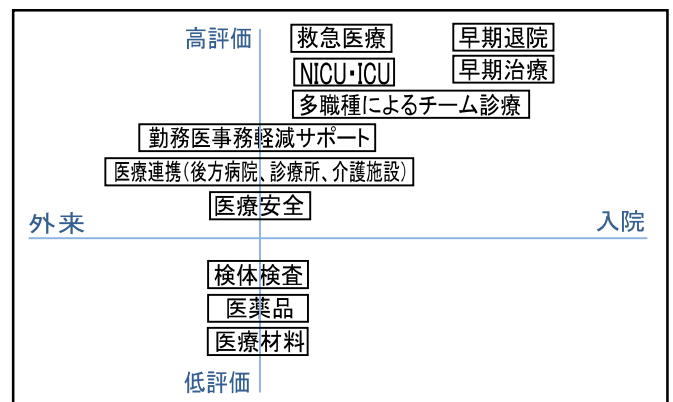 高評価
救急医療
早期退院
NICU・ICU
早期治療
多職種によるチーム診療
勤務医事務軽減サポート
医療連携(後方病院、診療所、介護施設)
医療安全
外来
入院
検体検査
医薬品
医療材料
低評価